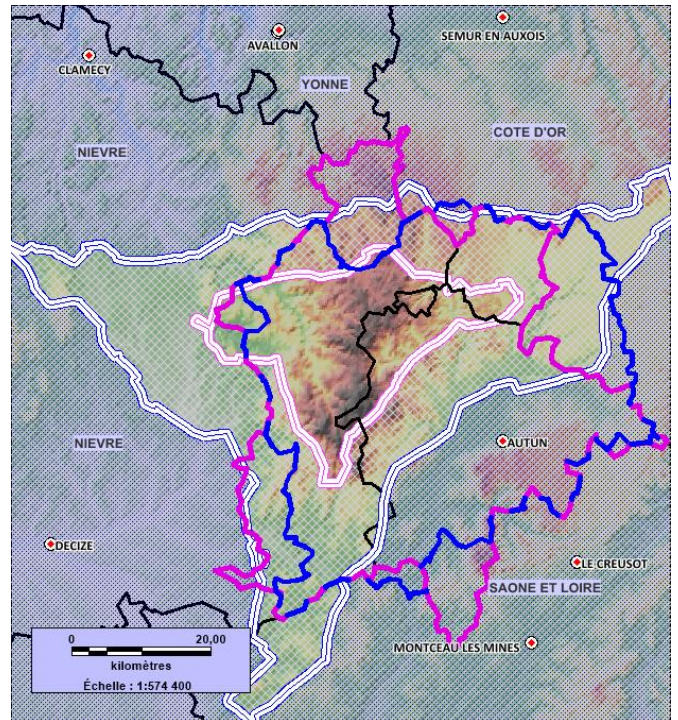 SEMUR EN AUXOIS
AVALLON
CLAMECY
YONNE
COTE D'OR
NIEVRE
NIEVRE
AUTUN
DECIZE
LE CREUSOT
SAONE ET LOIRE
MONTCEAU LES MINES
0 20,00
kilomètres
Échelle : 1:574 400